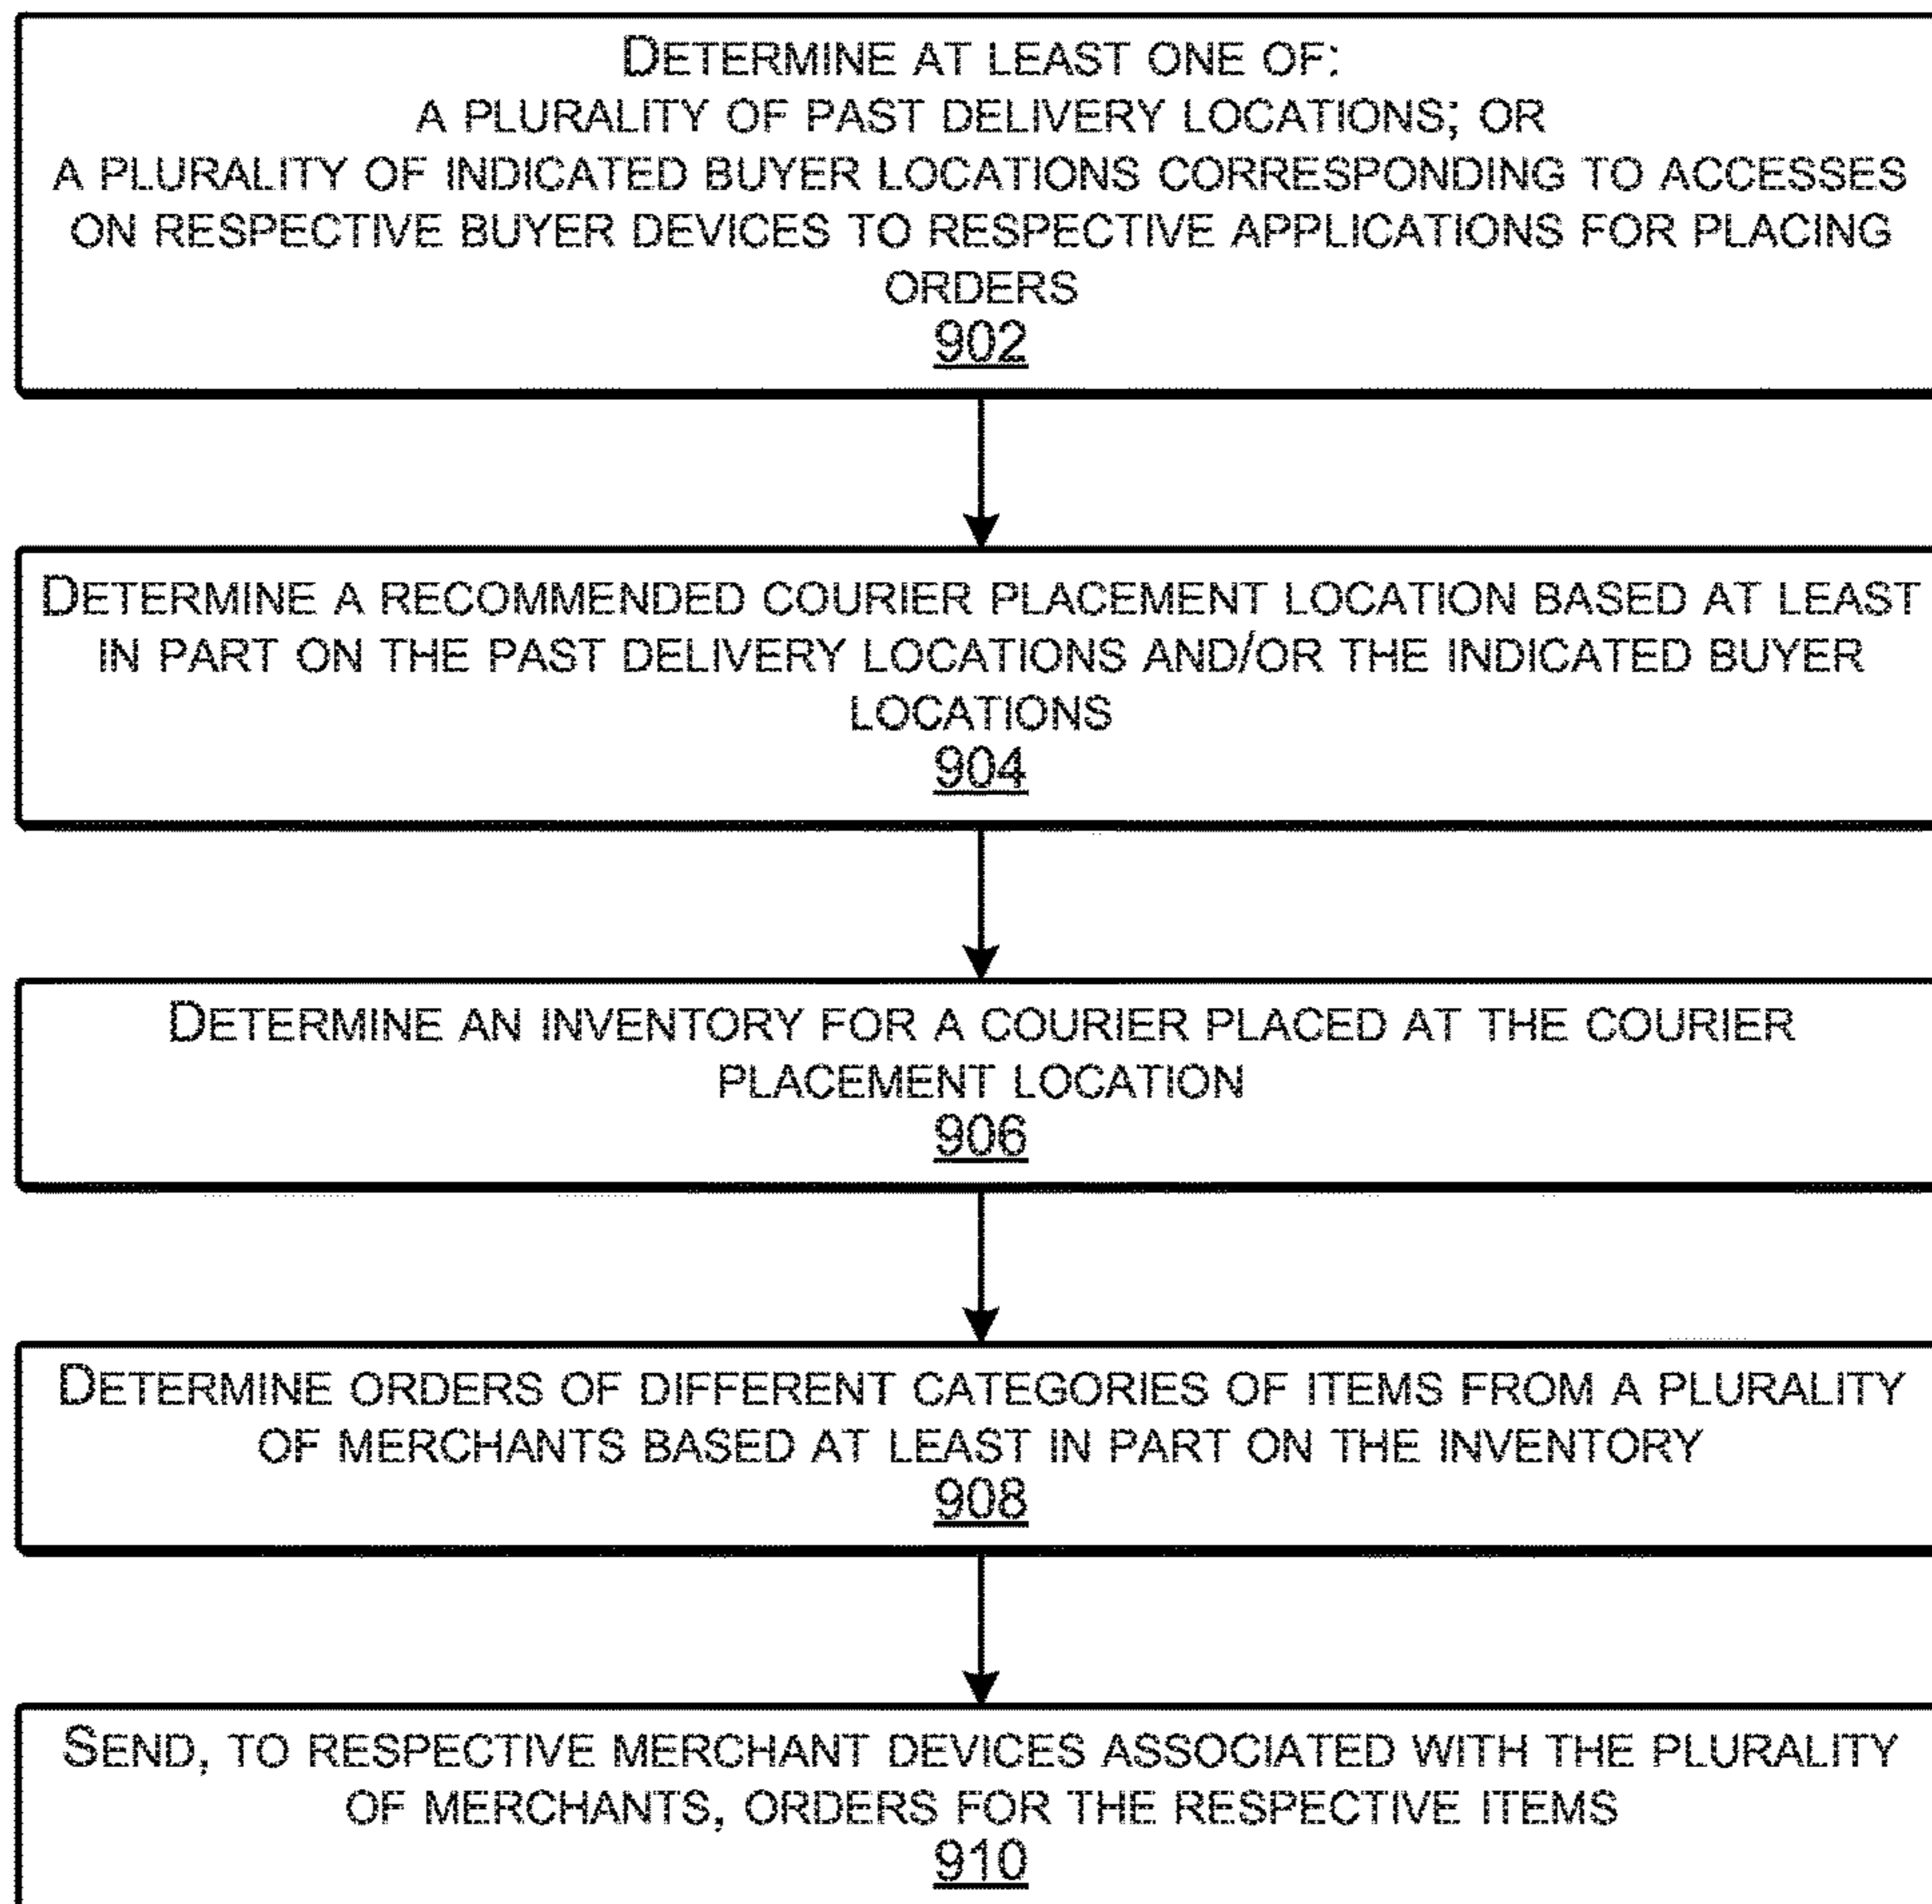 DETERMINE AT LEAST ONE OF:
A PLURALITY OF PAST DELIVERY LOCATIONS; OR
A PLURALITY OF INDICATED BUYER LOCATIONS CORRESPONDING TO ACCESSES
ON RESPECTIVE BUYER DEVICES TO RESPECTIVE APPLICATIONS FOR PLACING
ORDERS
902
DETERMINE A RECOMMENDED COURIER PLACEMENT LOCATION BASED AT LEAST
IN PART ON THE PAST DELIVERY LOCATIONS AND/OR THE INDICATED BUYER
LOCATIONS
904
DETERMINE AN INVENTORY FOR A COURIER PLACED AT THE COURIER
PLACEMENT LOCATION
906
DETERMINE ORDERS OF DIFFERENT CATEGORIES OF ITEMS FROM A PLURALITY
OF MERCHANTS BASED AT LEAST IN PART ON THE INVENTORY
908
SEND, TO RESPECTIVE MERCHANT DEVICES ASSOCIATED WITH THE PLURALITY
OF MERCHANTS, ORDERS FOR THE RESPECTIVE ITEMS
910